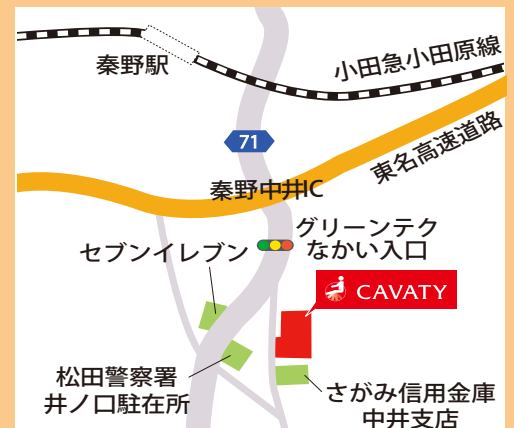 秦野駅
小田急小田原線
71
東名高速道路
秦野中井IC
グリーンテク
なかい入口
セブンイレブン
CAVATY
松田警察署
井ノ口駐在所
さがみ信用金庫
中井支店